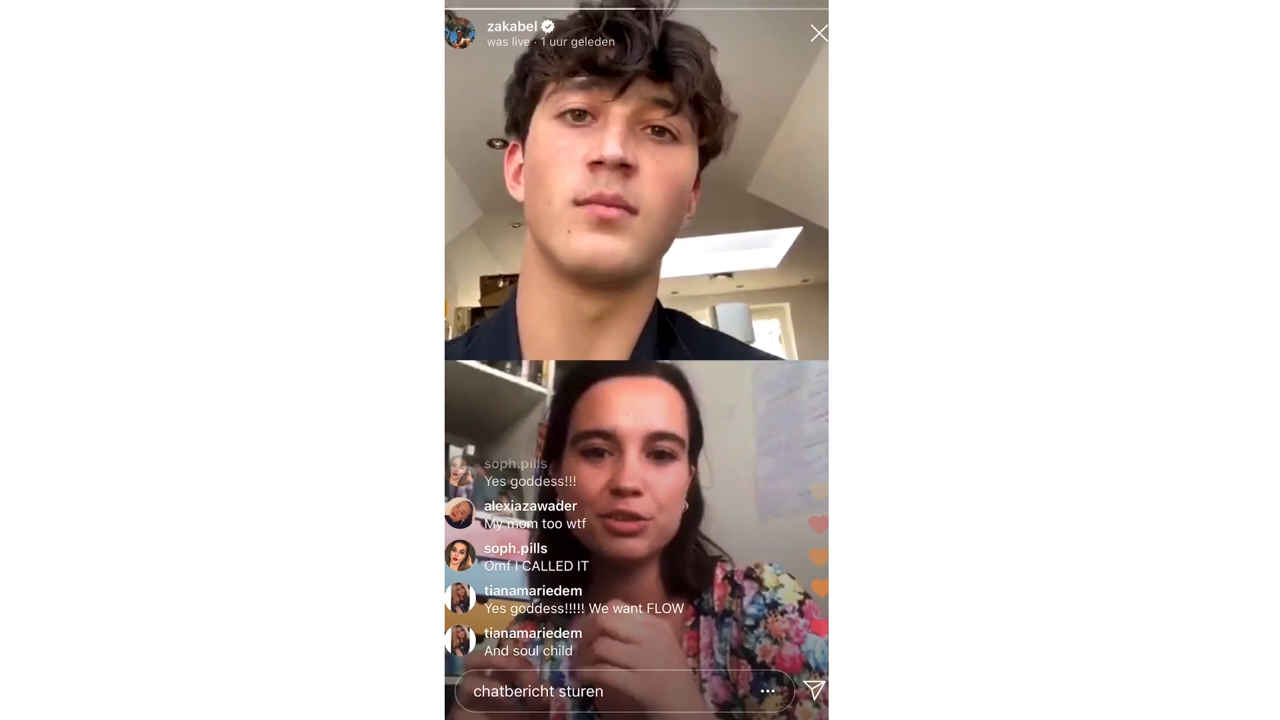 zakabel
was live · 1 uur geleden
soph.pills
Yes goddess!!!
alexiazawader
My mom too wtf
soph.pills
Omf I CALLED IT
tianamariedem
Yes goddess!!!!! We want FLOW
tianamariedem
And soul child
chatbericht sturen